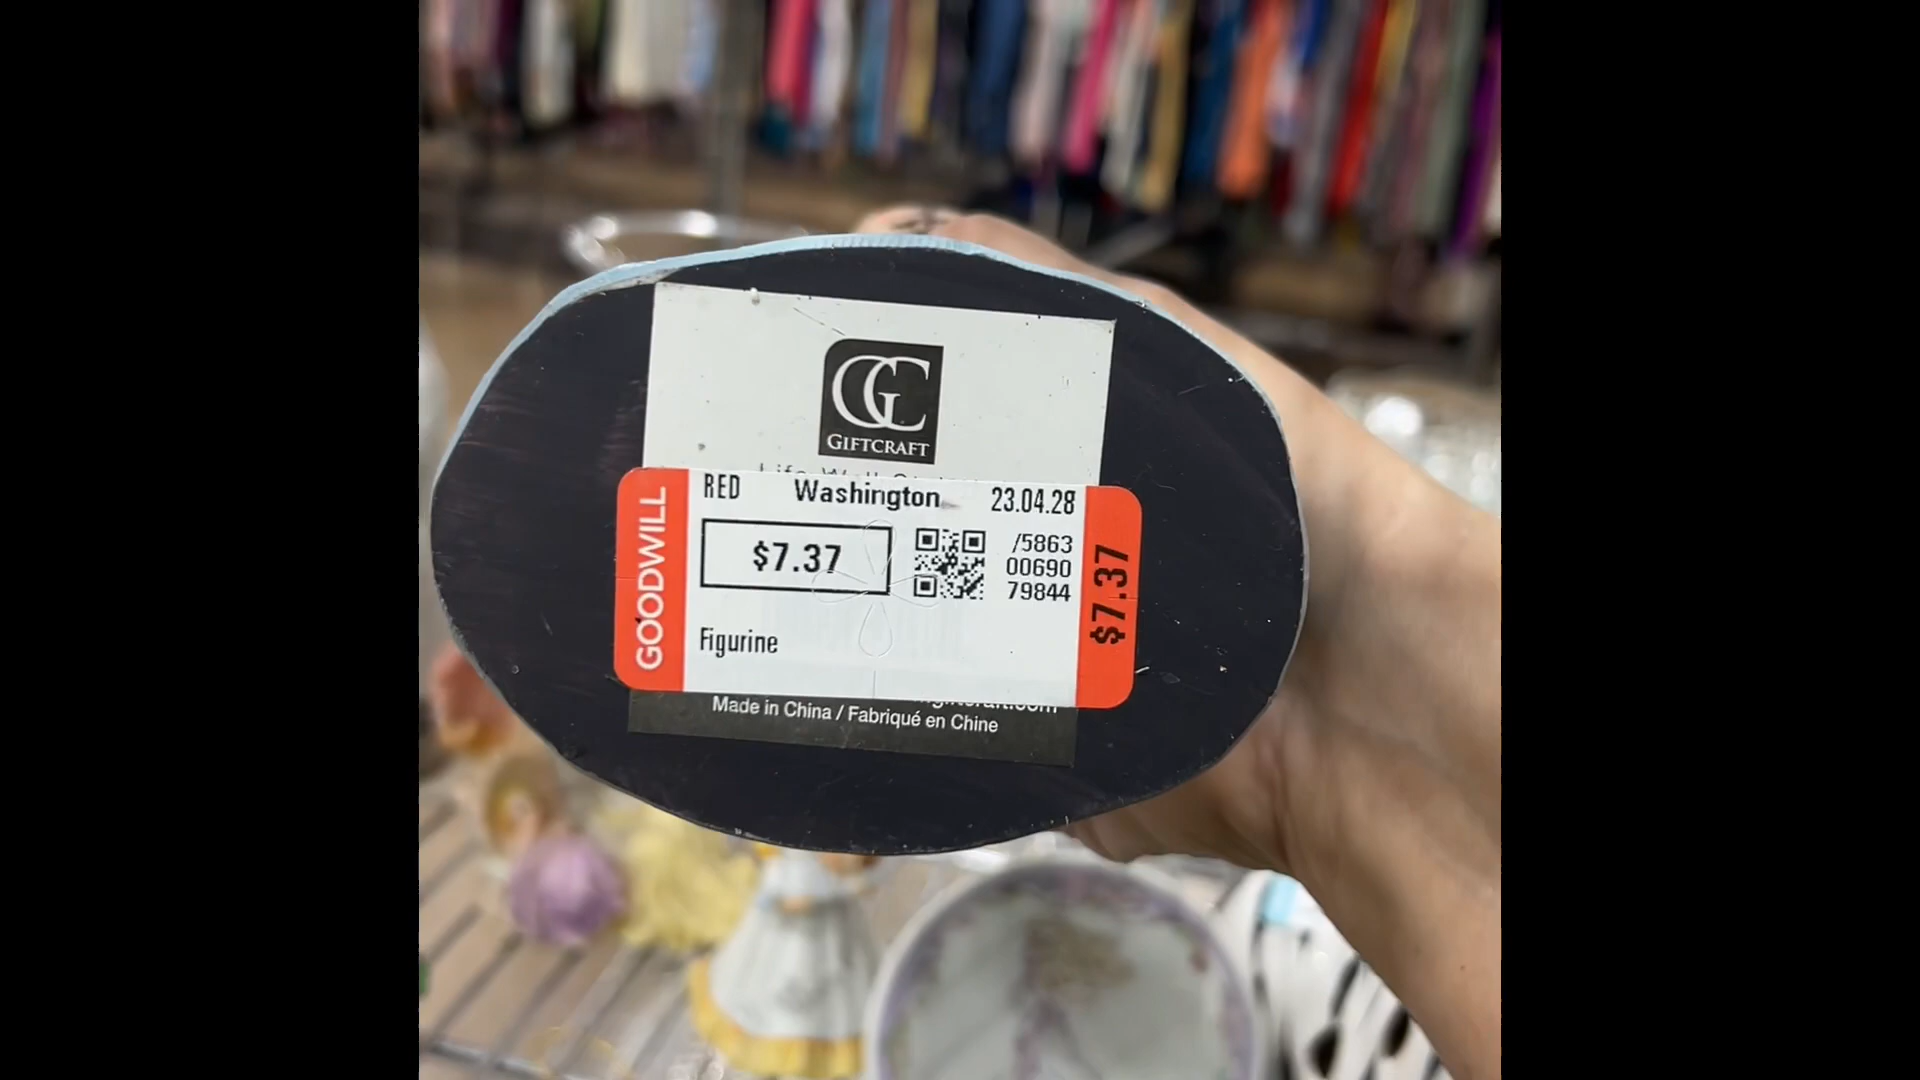 GC
GIFTCRAFT
RED Washington 23.04.28
GOODWILL
$7.37
/5863
00690
79844
$7.37
Figurine
Made in China / Fabriqué en Chine